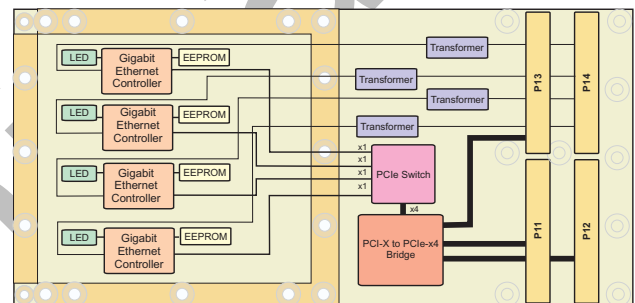 LED
Gigabit
Ethernet
Controller
EEPROM
LED
Gigabit
Ethernet
Controller
EEPROM
LED
Gigabit
Ethernet
Controller
EEPROM
LED
Gigabit
Ethernet
Controller
EEPROM
Transformer
Transformer
Transformer
Transformer
x1
x1
x1
x1
PCIe Switch
x4
PCI-X to PCIe-x4
Bridge
P13
P14
P11
P12